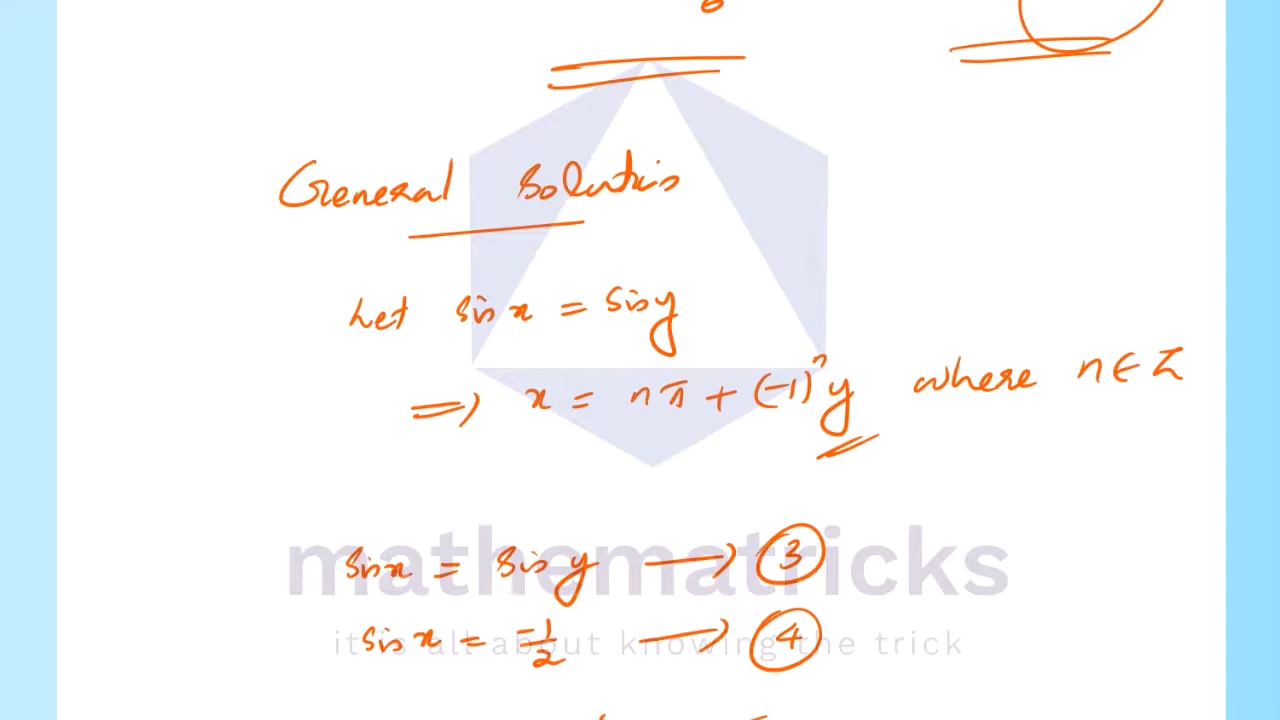 General Solution
Let sin x = sin y
⟹ x = nπ + (-1)ⁿ y where n ∈ Z
mathematricks
sin x = sin y ⟶ ③
it is all about knowing the trick
sin x = -1/2 ⟶ ④